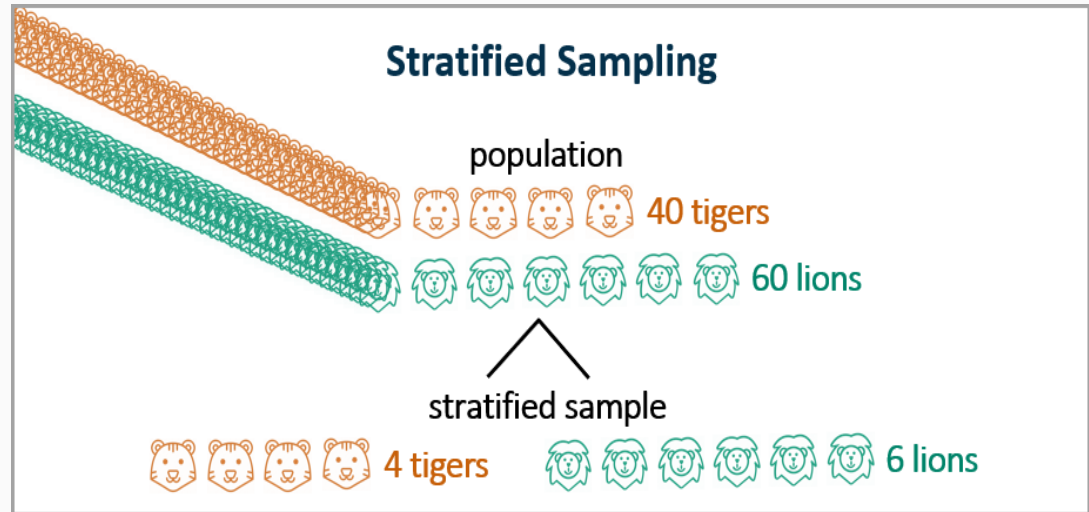 Stratified Sampling
population
40 tigers
60 lions
stratified sample
4 tigers
6 lions